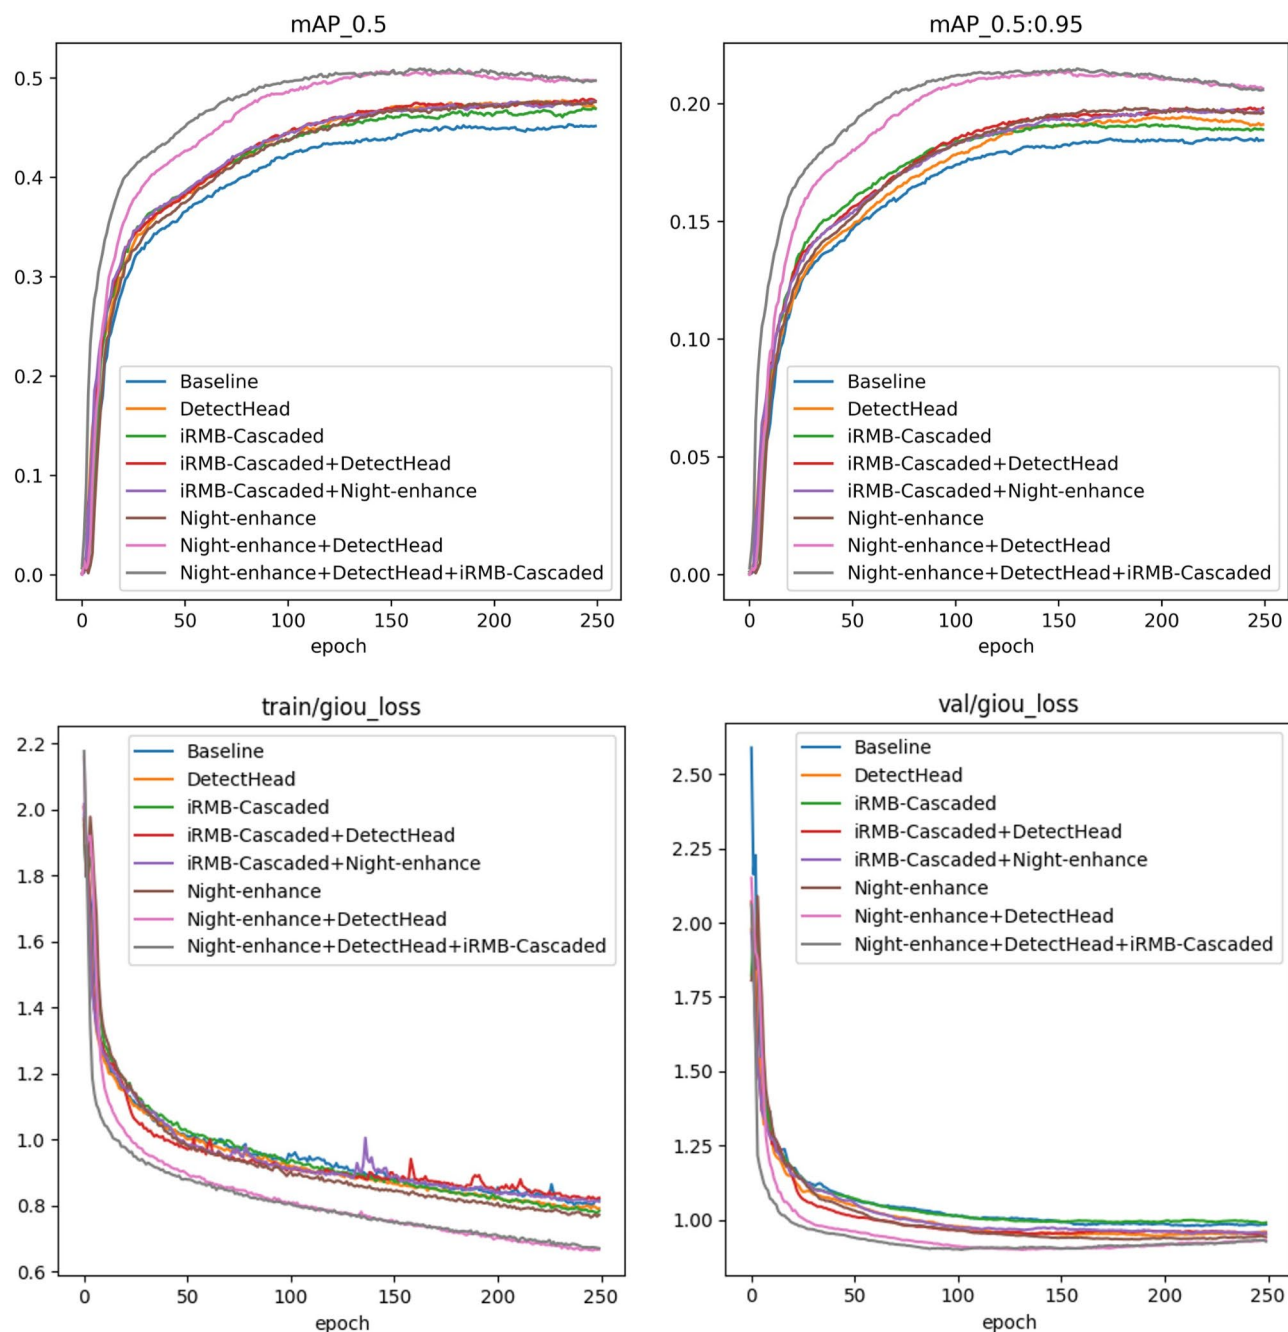 mAP_0.5
0.5
0.4
0.3
0.2
0.1
0.0
Baseline
DetectHead
iRMB-Cascaded
iRMB-Cascaded+DetectHead
iRMB-Cascaded+Night-enhance
Night-enhance
Night-enhance+DetectHead
Night-enhance+DetectHead+iRMB-Cascaded
0 50 100 150 200 250
epoch
mAP_0.5:0.95
0.20
0.15
0.10
0.05
0.00
Baseline
DetectHead
iRMB-Cascaded
iRMB-Cascaded+DetectHead
iRMB-Cascaded+Night-enhance
Night-enhance
Night-enhance+DetectHead
Night-enhance+DetectHead+iRMB-Cascaded
0 50 100 150 200 250
epoch
train/giou_loss
2.2
2.0
1.8
1.6
1.4
1.2
1.0
0.8
0.6
Baseline
DetectHead
iRMB-Cascaded
iRMB-Cascaded+DetectHead
iRMB-Cascaded+Night-enhance
Night-enhance
Night-enhance+DetectHead
Night-enhance+DetectHead+iRMB-Cascaded
0 50 100 150 200 250
epoch
val/giou_loss
2.50
2.25
2.00
1.75
1.50
1.25
1.00
Baseline
DetectHead
iRMB-Cascaded
iRMB-Cascaded+DetectHead
iRMB-Cascaded+Night-enhance
Night-enhance
Night-enhance+DetectHead
Night-enhance+DetectHead+iRMB-Cascaded
0 50 100 150 200 250
epoch